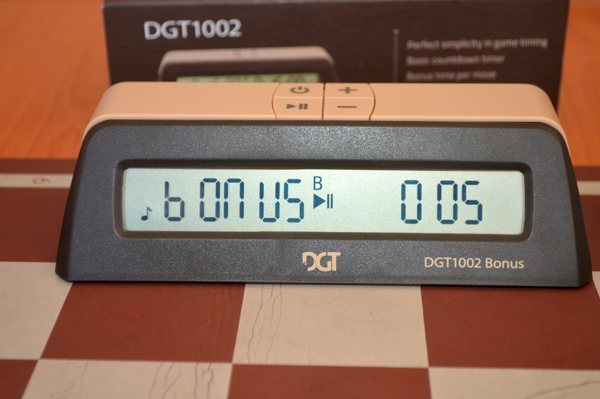 DGT1002
Perfect simplicity in game timing
Basic countdown timer
Bonus time per move
bONUS B 0 05
DGT
DGT1002 Bonus